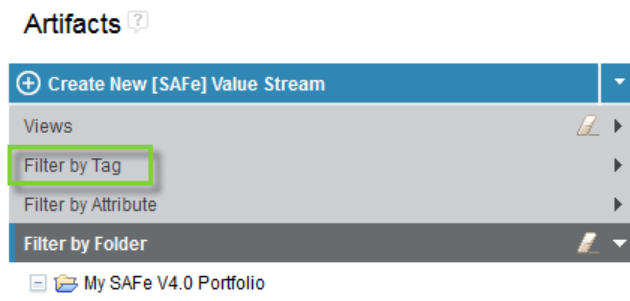 Artifacts ?
Create New [SAFe] Value Stream
Views
Filter by Tag
Filter by Attribute
Filter by Folder
My SAFe V4.0 Portfolio